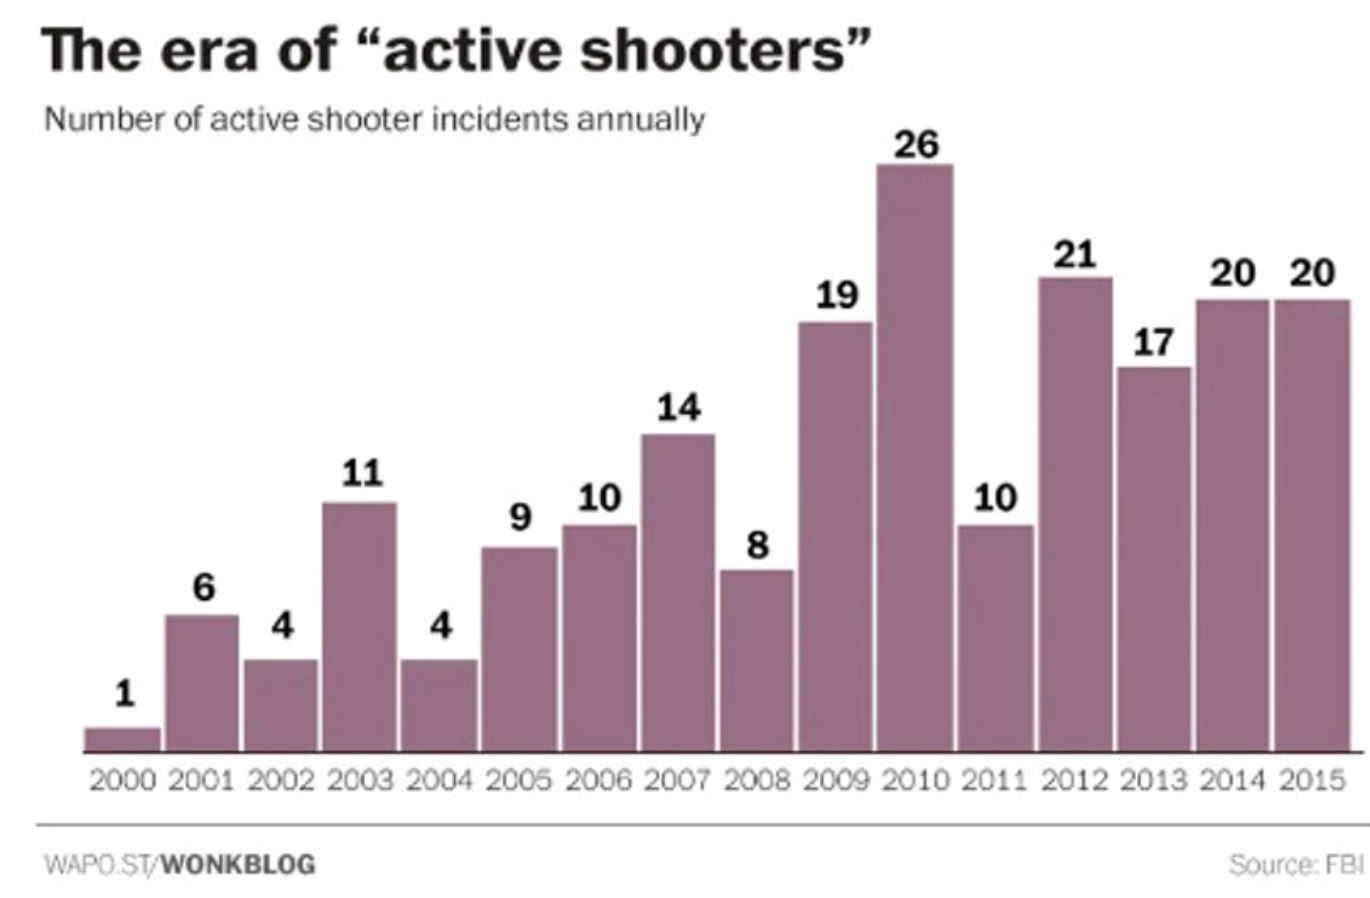 The era of “active shooters”
Number of active shooter incidents annually
1 6 4 11 4 9 10 14 8 19 26 10 21 17 20 20
2000 2001 2002 2003 2004 2005 2006 2007 2008 2009 2010 2011 2012 2013 2014 2015
WAPO.ST/WONKBLOG Source: FBI